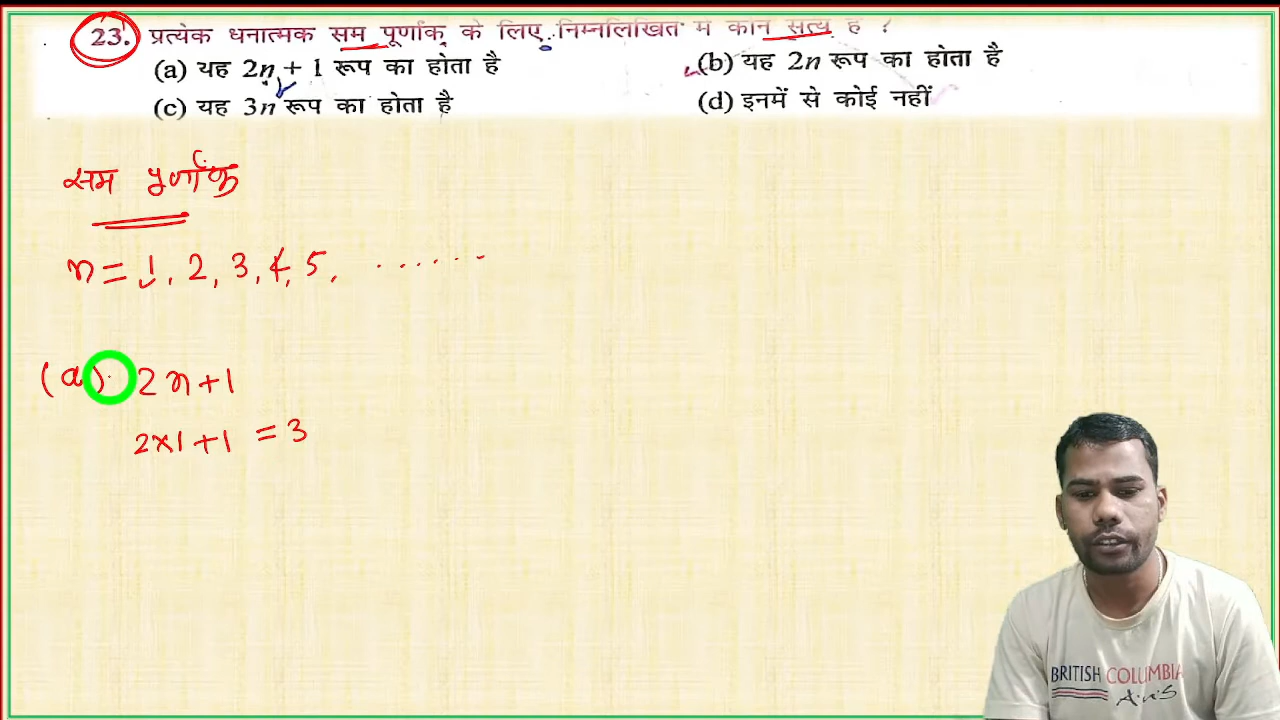 23. प्रत्येक धनात्मक सम पूर्णांक के लिए निम्नलिखित में कौन सत्य है ?
(a) यह 2n + 1 रूप का होता है
(b) यह 2n रूप का होता है
(c) यह 3n रूप का होता है
(d) इनमें से कोई नहीं
सम पूर्णांक
n = 1, 2, 3, 4, 5, .......
(a) 2n+1
2×1+1 = 3
BRITISH COLUMBIA